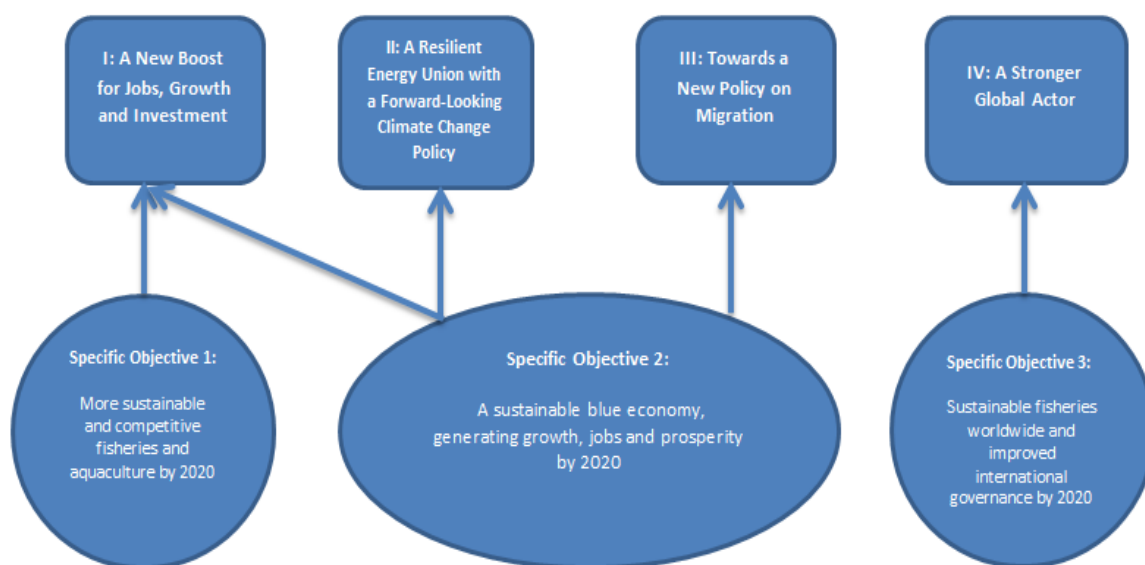 I: A New Boost
for Jobs, Growth
and Investment
II: A Resilient
Energy Union with
a Forward-Looking
Climate Change
Policy
III: Towards a
New Policy on
Migration
IV: A Stronger
Global Actor
Specific Objective 1:
More sustainable
and competitive
fisheries and
aquaculture by 2020
Specific Objective 2:
A sustainable blue economy,
generating growth, jobs and prosperity
by 2020
Specific Objective 3:
Sustainable fisheries
worldwide and
improved
international
governance by 2020